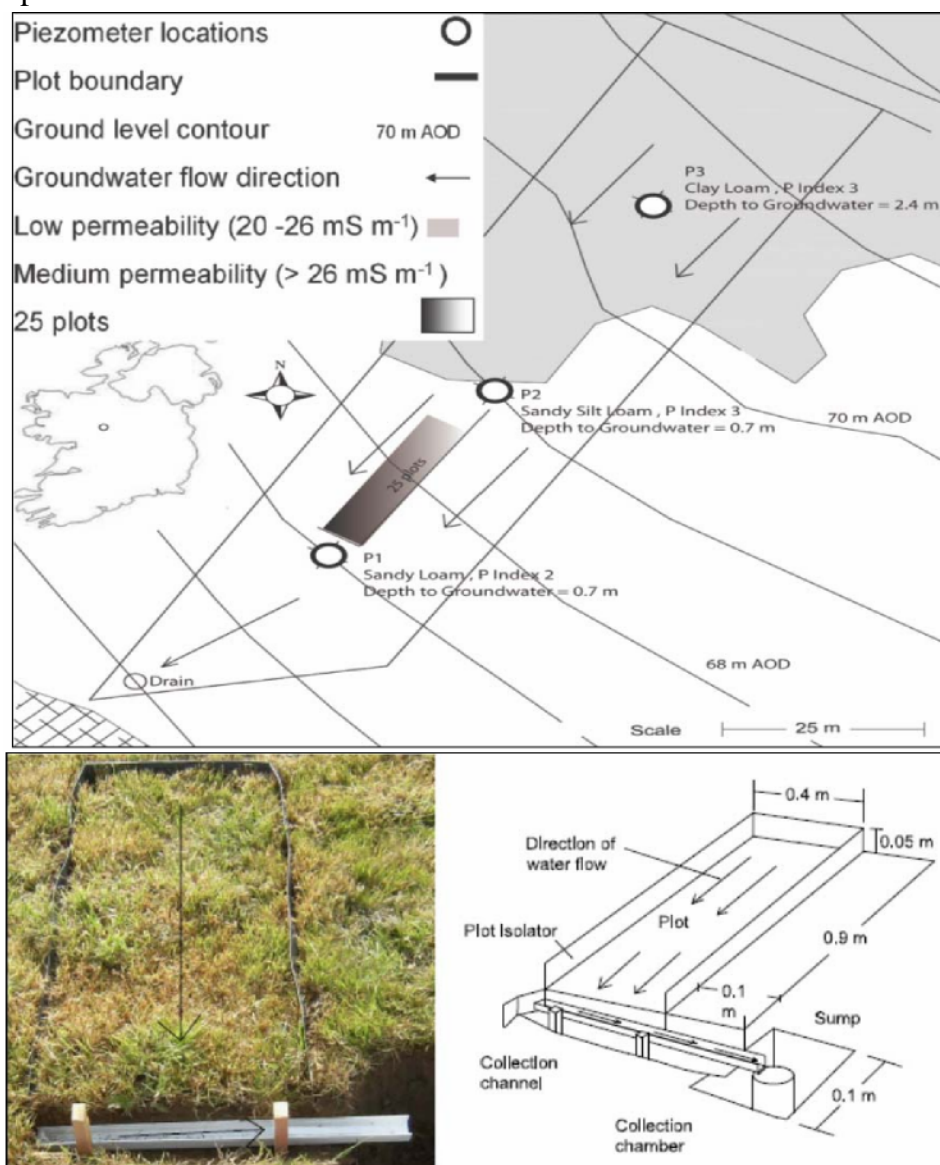 Piezometer locations
Plot boundary
Ground level contour 70 m AOD
Groundwater flow direction
Low permeability (20 -26 mS m-1)
Medium permeability (> 26 mS m-1)
25 plots
N
P3
Clay Loam , P Index 3
Depth to Groundwater = 2.4 m
P2
Sandy Silt Loam , P Index 3
Depth to Groundwater = 0.7 m
70 m AOD
25 plots
P1
Sandy Loam , P Index 2
Depth to Groundwater = 0.7 m
68 m AOD
Drain
Scale 25 m
0.4 m
0.05 m
Direction of
water flow
Plot
Plot Isolator
0.9 m
0.1
m
Sump
Collection
channel
0.1 m
Collection
chamber